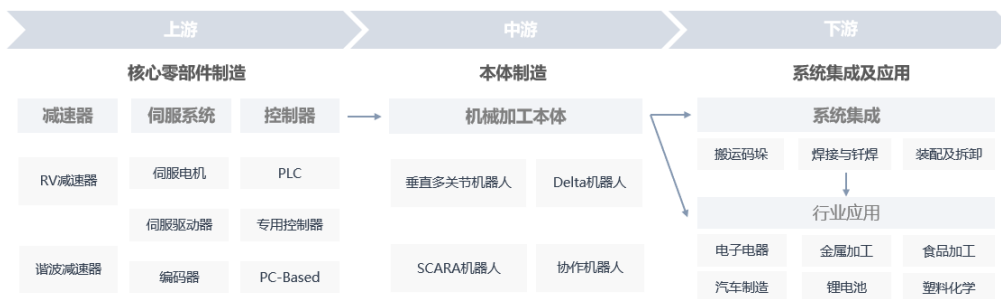 上游
中游
下游
核心零部件制造
本体制造
系统集成及应用
减速器
伺服系统
控制器
机械加工本体
系统集成
RV减速器
伺服电机
PLC
伺服驱动器
专用控制器
谐波减速器
编码器
PC-Based
垂直多关节机器人
Delta机器人
SCARA机器人
协作机器人
搬运码垛
焊接与钎焊
装配及拆卸
行业应用
电子电器
金属加工
食品加工
汽车制造
锂电池
塑料化学